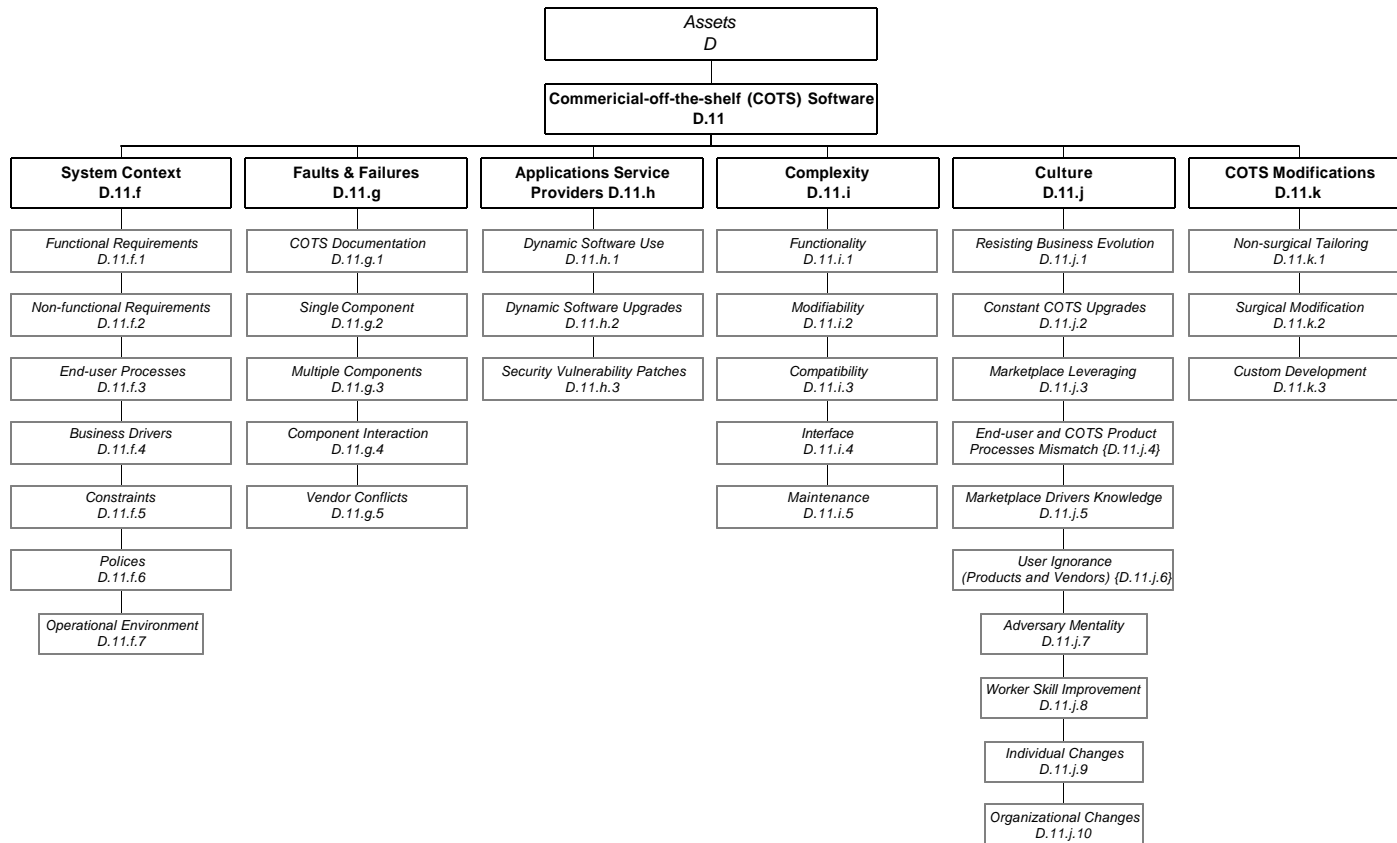 Assets
D
Commericial-off-the-shelf (COTS) Software
D.11
System Context
D.11.f
Functional Requirements
D.11.f.1
Non-functional Requirements
D.11.f.2
End-user Processes
D.11.f.3
Business Drivers
D.11.f.4
Constraints
D.11.f.5
Polices
D.11.f.6
Operational Environment
D.11.f.7
Faults & Failures
D.11.g
COTS Documentation
D.11.g.1
Single Component
D.11.g.2
Multiple Components
D.11.g.3
Component Interaction
D.11.g.4
Vendor Conflicts
D.11.g.5
Applications Service
Providers D.11.h
Dynamic Software Use
D.11.h.1
Dynamic Software Upgrades
D.11.h.2
Security Vulnerability Patches
D.11.h.3
Complexity
D.11.i
Functionality
D.11.i.1
Modifiability
D.11.i.2
Compatibility
D.11.i.3
Interface
D.11.i.4
Maintenance
D.11.i.5
Culture
D.11.j
Resisting Business Evolution
D.11.j.1
Constant COTS Upgrades
D.11.j.2
Marketplace Leveraging
D.11.j.3
End-user and COTS Product
Processes Mismatch {D.11.j.4}
Marketplace Drivers Knowledge
D.11.j.5
User Ignorance
(Products and Vendors) {D.11.j.6}
Adversary Mentality
D.11.j.7
Worker Skill Improvement
D.11.j.8
Individual Changes
D.11.j.9
Organizational Changes
D.11.j.10
COTS Modifications
D.11.k
Non-surgical Tailoring
D.11.k.1
Surgical Modification
D.11.k.2
Custom Development
D.11.k.3